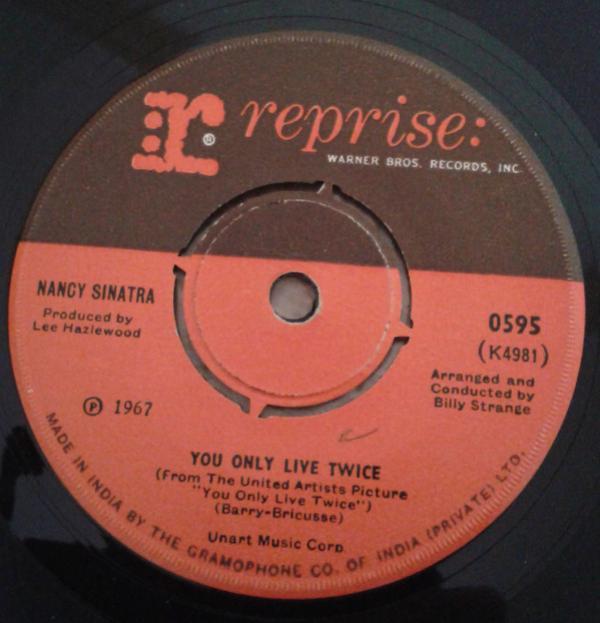 r® reprise:
WARNER BROS. RECORDS, INC.
NANCY SINATRA
Produced by
Lee Hazlewood
0595
(K4981)
Arranged and
Conducted by
Billy Strange
℗ 1967
YOU ONLY LIVE TWICE
(From The United Artists Picture
"You Only Live Twice")
(Barry-Bricusse)
Unart Music Corp.
MADE IN INDIA BY THE GRAMOPHONE CO. OF INDIA (PRIVATE) LTD.